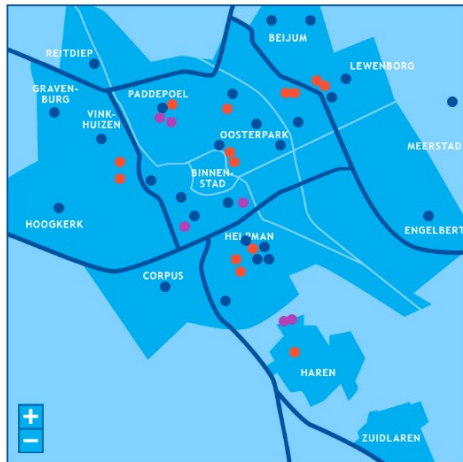 BEIJUM
REITDIEP
LEWENBORG
GRAVEN-
BURG
PADDEPOEL
VINK-
HUIZEN
OOSTERPARK
MEERSTAD
BINNEN-
STAD
HOOGKERK
ENGELBERT
HELPMAN
CORPUS
HAREN
+
−
ZUIDLAREN